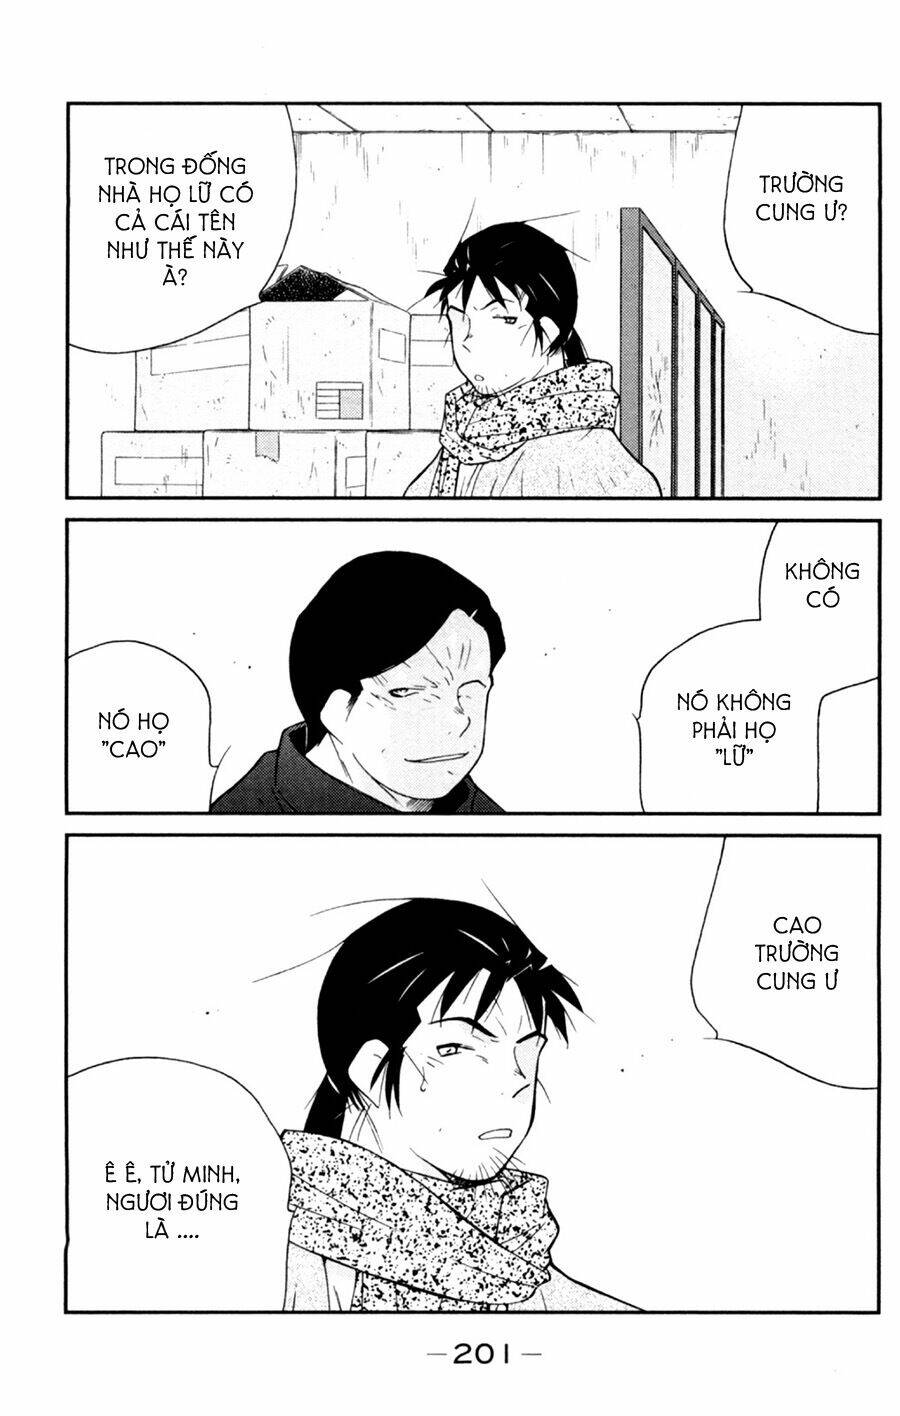 TRƯỜNG
CUNG Ư?
TRONG ĐỐNG
NHÀ HỌ LỮ CÓ
CẢ CÁI TÊN
NHƯ THẾ NÀY
À?
KHÔNG
CÓ
NÓ KHÔNG
PHẢI HỌ
"LỮ"
NÓ HỌ
"CAO"
CAO
TRƯỜNG
CUNG Ư
Ê Ê, TỬ MINH,
NGƯƠI ĐÚNG
LÀ ....
—201—